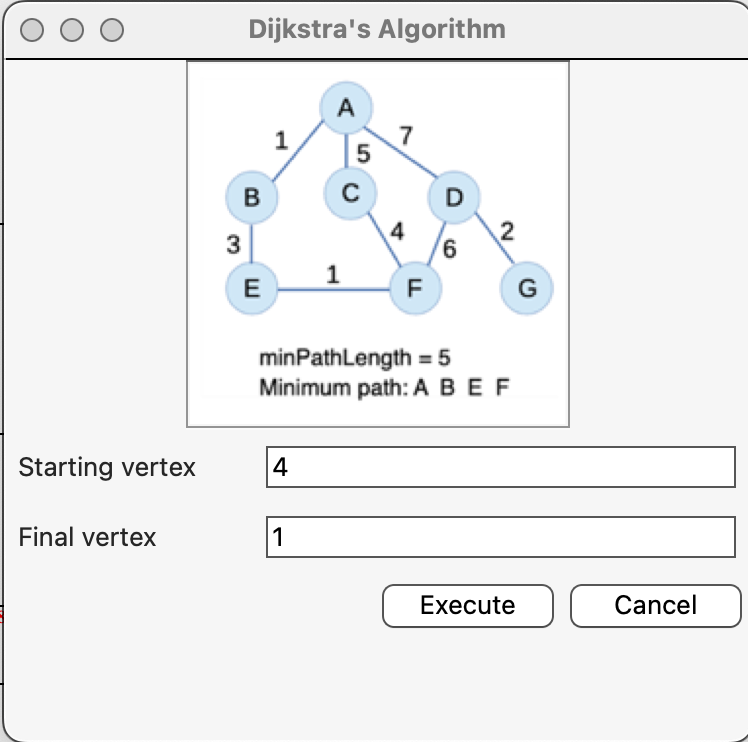 Dijkstra's Algorithm
A
1
5
7
B
C
D
3
4
6
2
E
1
F
G
minPathLength = 5
Minimum path: A B E F
Starting vertex
4
Final vertex
1
Execute
Cancel